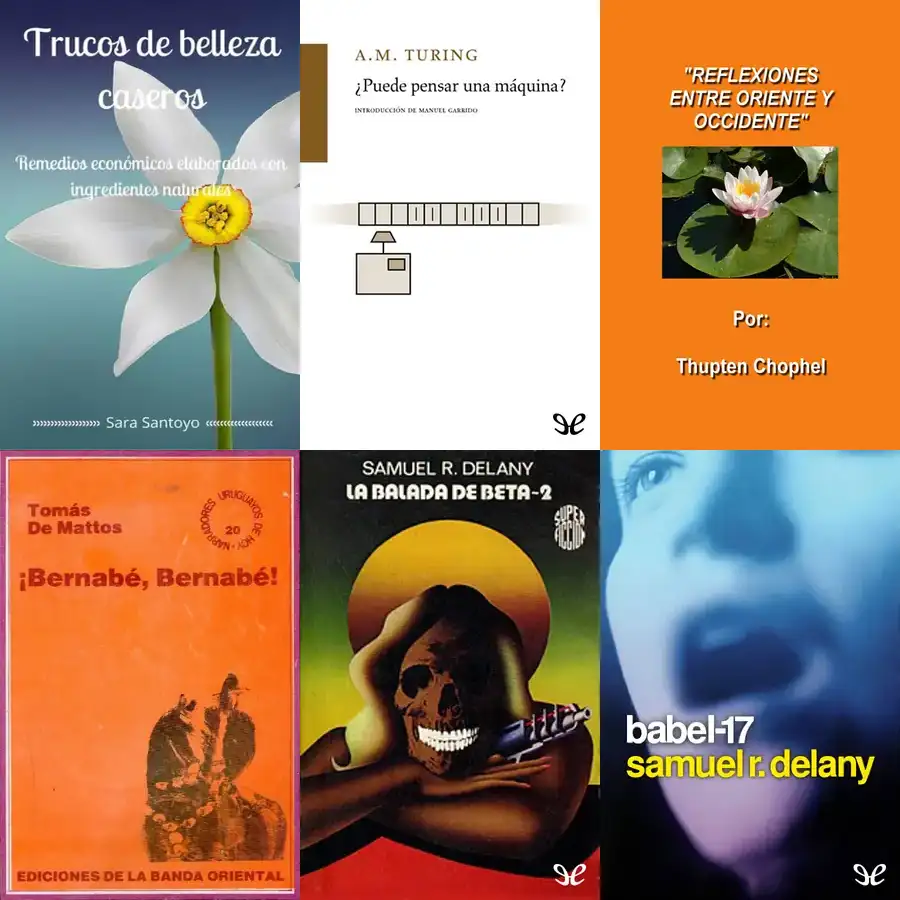 Trucos de belleza
caseros
Remedios económicos elaborados con
ingredientes naturales
»»»»»»»»»» Sara Santoyo ««««««««««
A.M. TURING
¿Puede pensar una máquina?
INTRODUCCIÓN DE MANUEL GARRIDO
"REFLEXIONES
ENTRE ORIENTE Y
OCCIDENTE"
Por:
Thupten Chophel
Tomás
De Mattos
NARRADORES URUGUAYOS DE HOY
20
¡Bernabé, Bernabé!
EDICIONES DE LA BANDA ORIENTAL
SAMUEL R. DELANY
LA BALADA DE BETA-2
SUPER
FICCION
babel-17
samuel r. delany